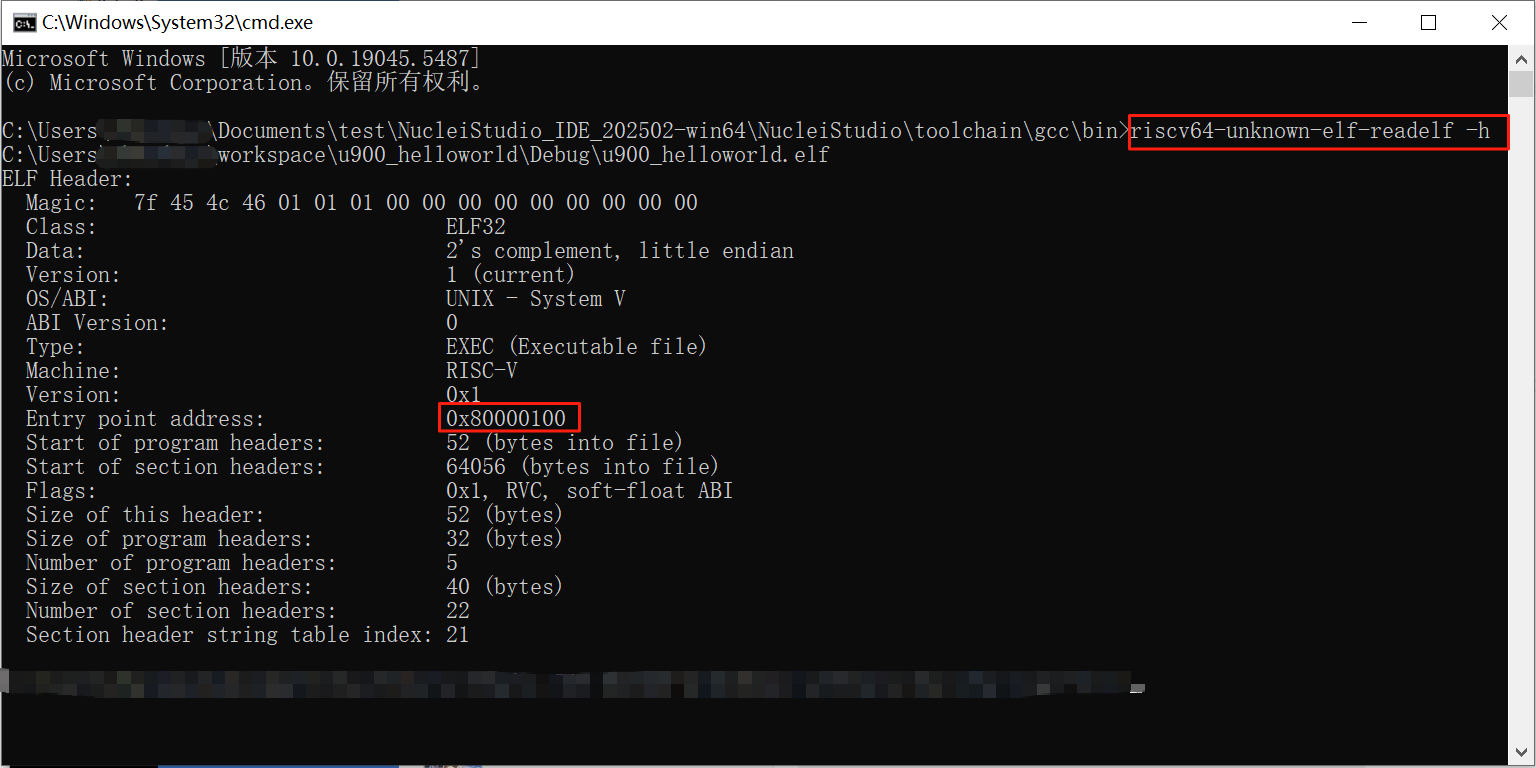 C:\Windows\System32\cmd.exe
Microsoft Windows [版本 10.0.19045.5487]
(c) Microsoft Corporation。保留所有权利。
C:\Users\Documents\test\NucleiStudio_IDE_202502-win64\NucleiStudio\toolchain\gcc\bin>riscv64-unknown-elf-readelf -h
C:\Users\workspace\u900_helloworld\Debug\u900_helloworld.elf
ELF Header:
  Magic:   7f 45 4c 46 01 01 01 00 00 00 00 00 00 00 00 00
  Class:                             ELF32
  Data:                              2's complement, little endian
  Version:                           1 (current)
  OS/ABI:                            UNIX - System V
  ABI Version:                       0
  Type:                              EXEC (Executable file)
  Machine:                           RISC-V
  Version:                           0x1
  Entry point address:               0x80000100
  Start of program headers:          52 (bytes into file)
  Start of section headers:          64056 (bytes into file)
  Flags:                             0x1, RVC, soft-float ABI
  Size of this header:               52 (bytes)
  Size of program headers:           32 (bytes)
  Number of program headers:         5
  Size of section headers:           40 (bytes)
  Number of section headers:         22
  Section header string table index: 21